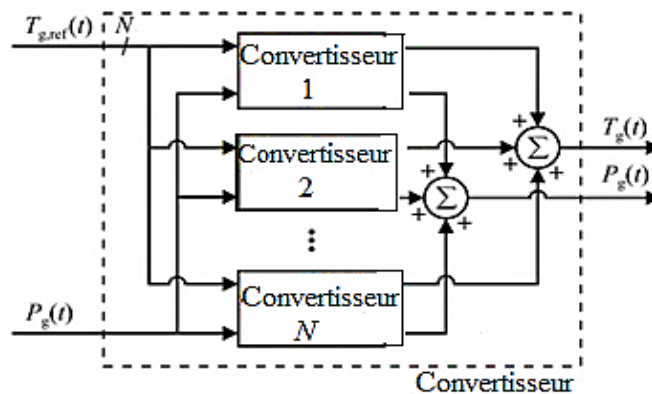 T_g,ref(t) N
Convertisseur
1
Convertisseur
2
Convertisseur
N
+ + + Σ
+ + + Σ
T_g(t)
P_g(t)
P_g(t)
Convertisseur